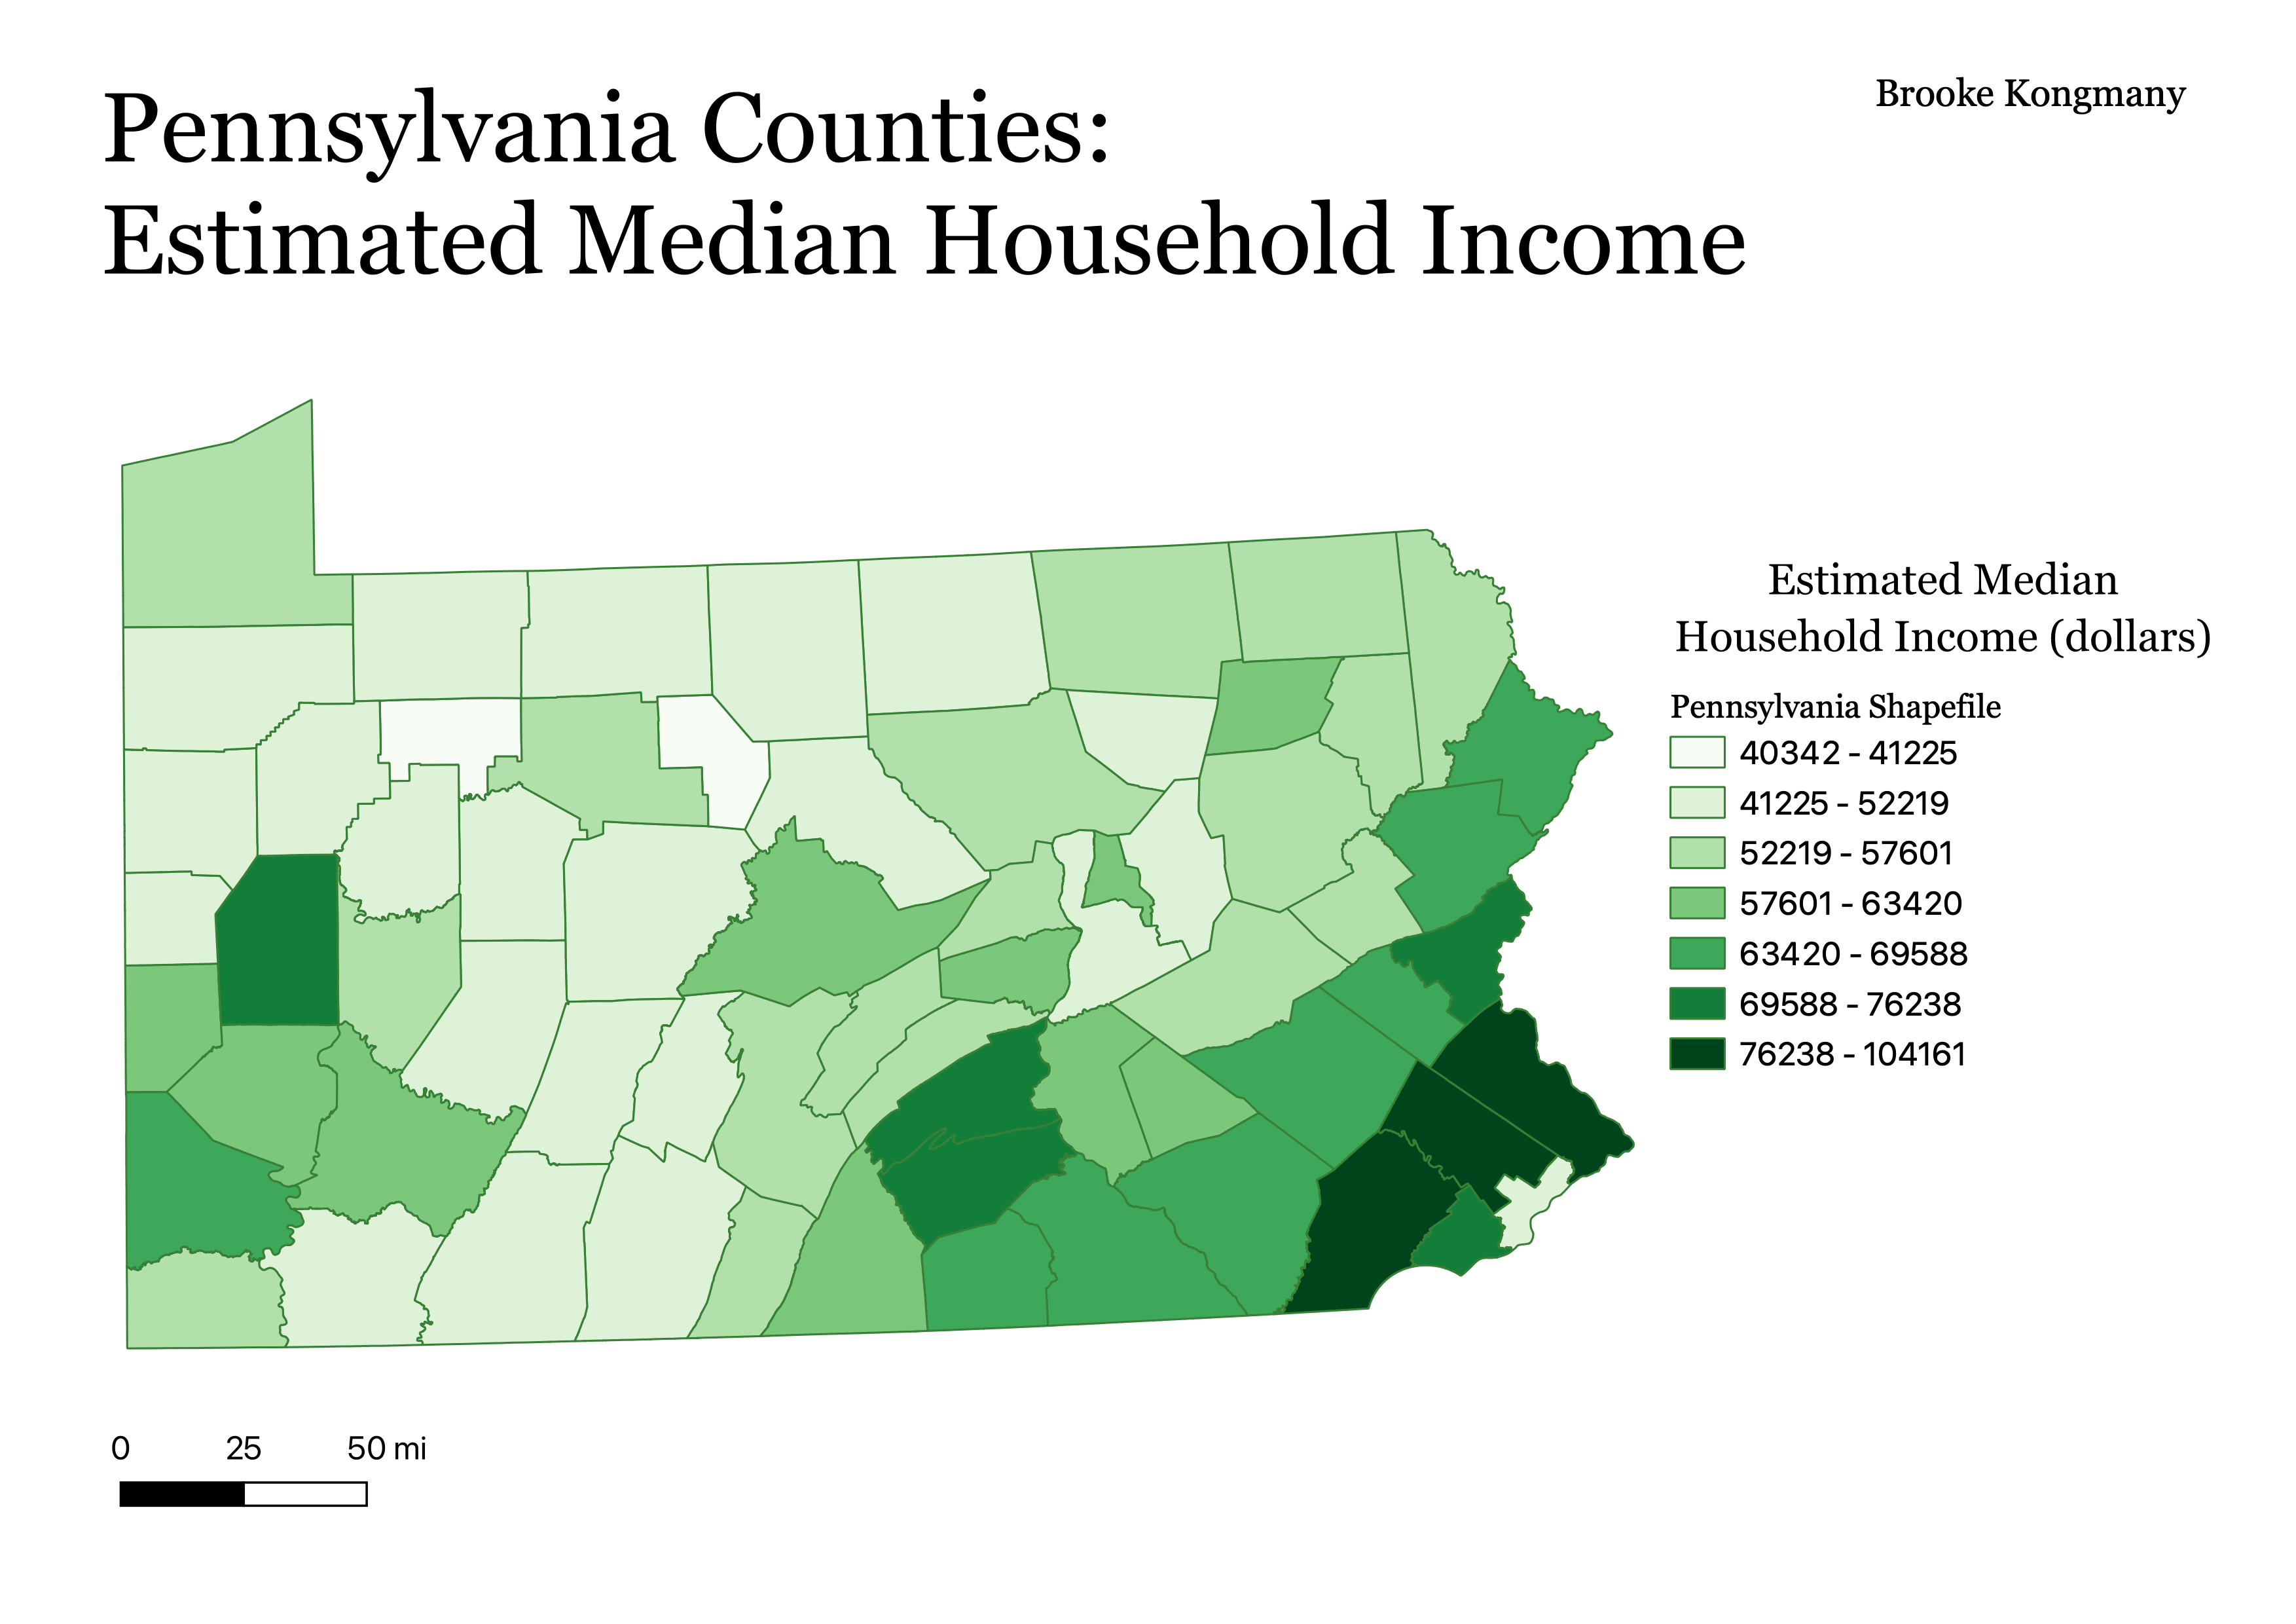 Pennsylvania Counties:
Estimated Median Household Income
Brooke Kongmany
Estimated Median
Household Income (dollars)
Pennsylvania Shapefile
40342 - 41225
41225 - 52219
52219 - 57601
57601 - 63420
63420 - 69588
69588 - 76238
76238 - 104161
0 25 50 mi